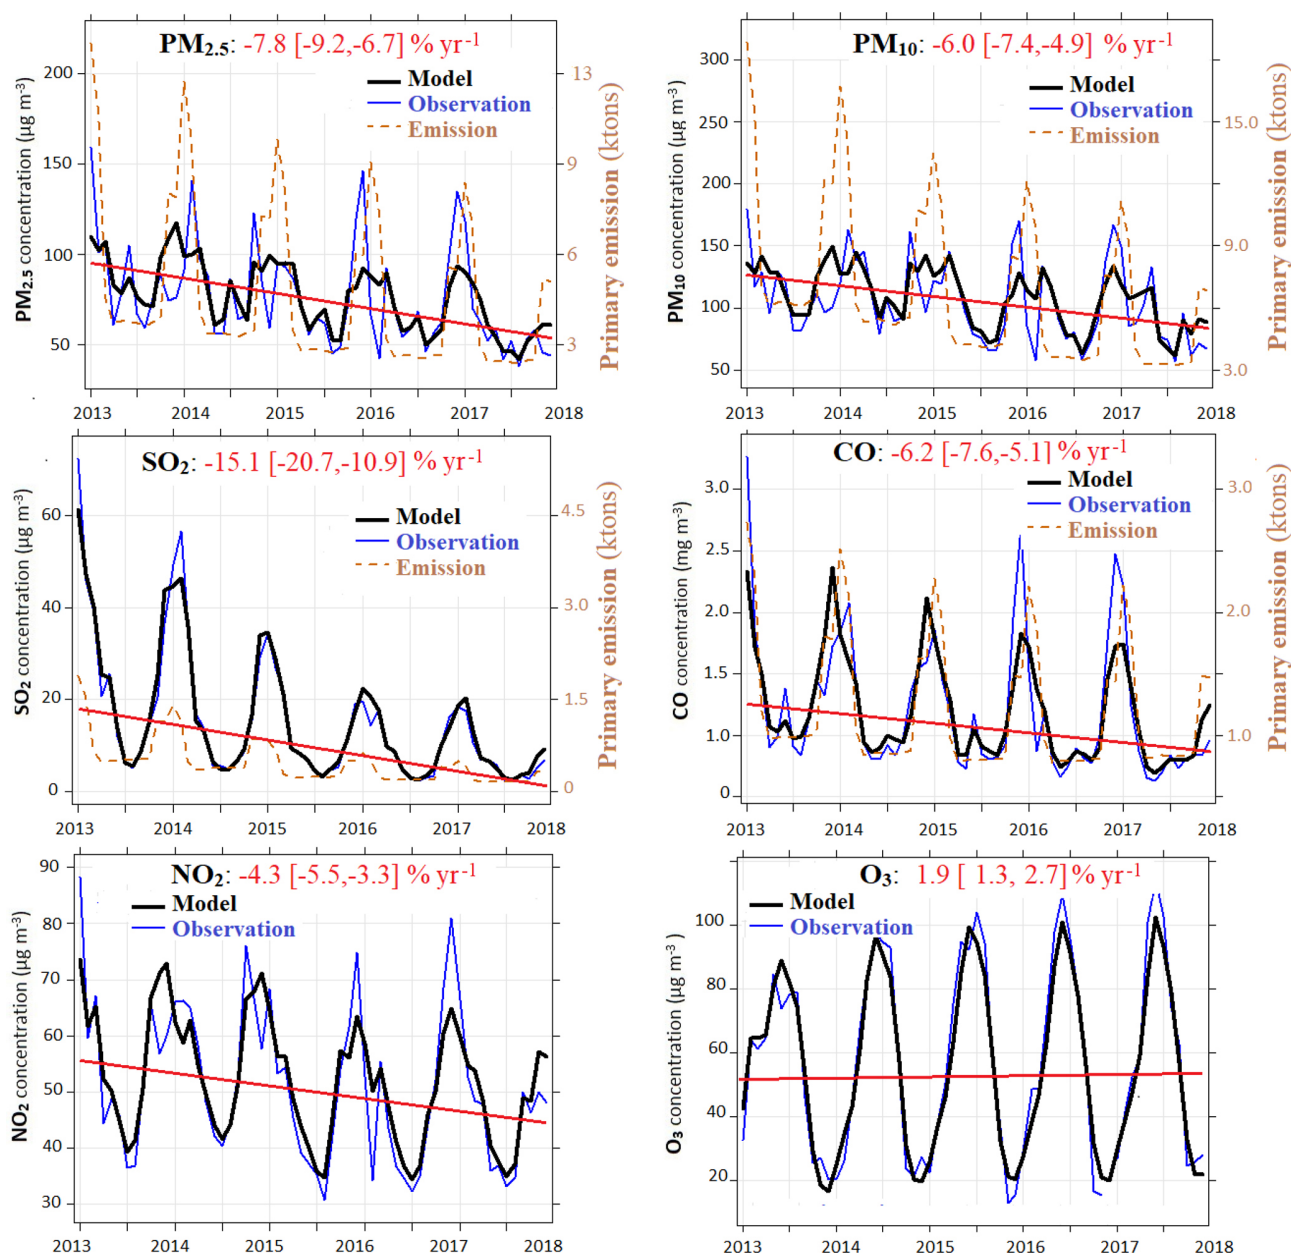 PM2.5: -7.8 [-9.2,-6.7] % yr-1
Model
Observation
Emission
200
150
100
50
13
9
6
3
PM2.5 concentration (µg m-3)
Primary emission (ktons)
2013 2014 2015 2016 2017 2018
PM10: -6.0 [-7.4,-4.9] % yr-1
Model
Observation
Emission
300
250
200
150
100
50
15.0
9.0
3.0
PM10 concentration (µg m-3)
Primary emission (ktons)
2013 2014 2015 2016 2017 2018
SO2: -15.1 [-20.7,-10.9] % yr-1
Model
Observation
Emission
60
40
20
0
4.5
3.0
1.5
0
SO2 concentration (µg m-3)
Primary emission (ktons)
2013 2014 2015 2016 2017 2018
CO: -6.2 [-7.6,-5.1] % yr-1
Model
Observation
Emission
3.0
2.5
2.0
1.5
1.0
3.0
2.0
1.0
CO concentration (mg m-3)
Primary emission (ktons)
2013 2014 2015 2016 2017 2018
NO2: -4.3 [-5.5,-3.3] % yr-1
Model
Observation
90
80
70
60
50
40
30
NO2 concentration (µg m-3)
2013 2014 2015 2016 2017 2018
O3: 1.9 [ 1.3, 2.7] % yr-1
Model
Observation
100
80
60
40
20
O3 concentration (µg m-3)
2013 2014 2015 2016 2017 2018